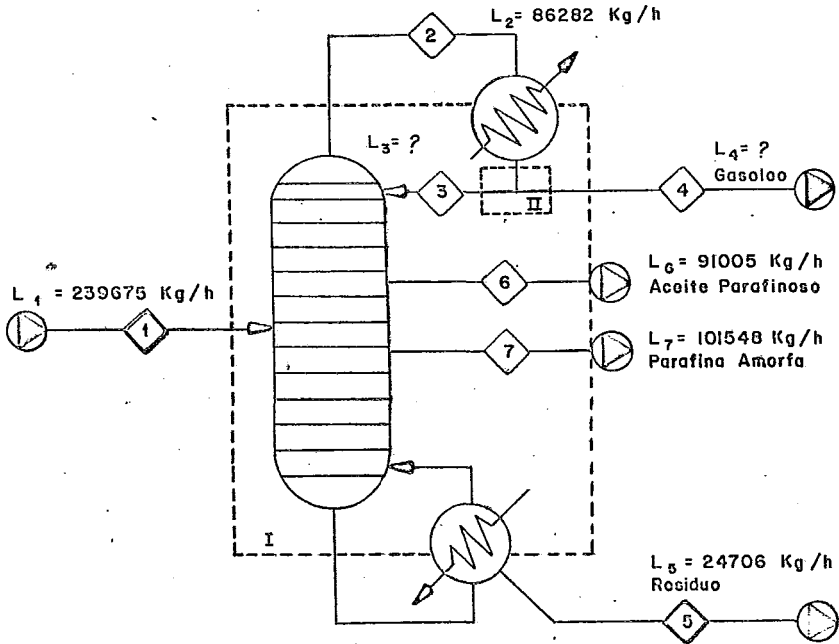 L2= 86282 Kg/h
2
L3= ?
L4= ?
Gasoleo
3
II
4
L6 = 91005 Kg/h
Aceite Parafinoso
6
L1 = 239675 Kg/h
1
L7 = 101548 Kg/h
Parafina Amorfa
7
I
L5 = 24706 Kg/h
Residuo
5